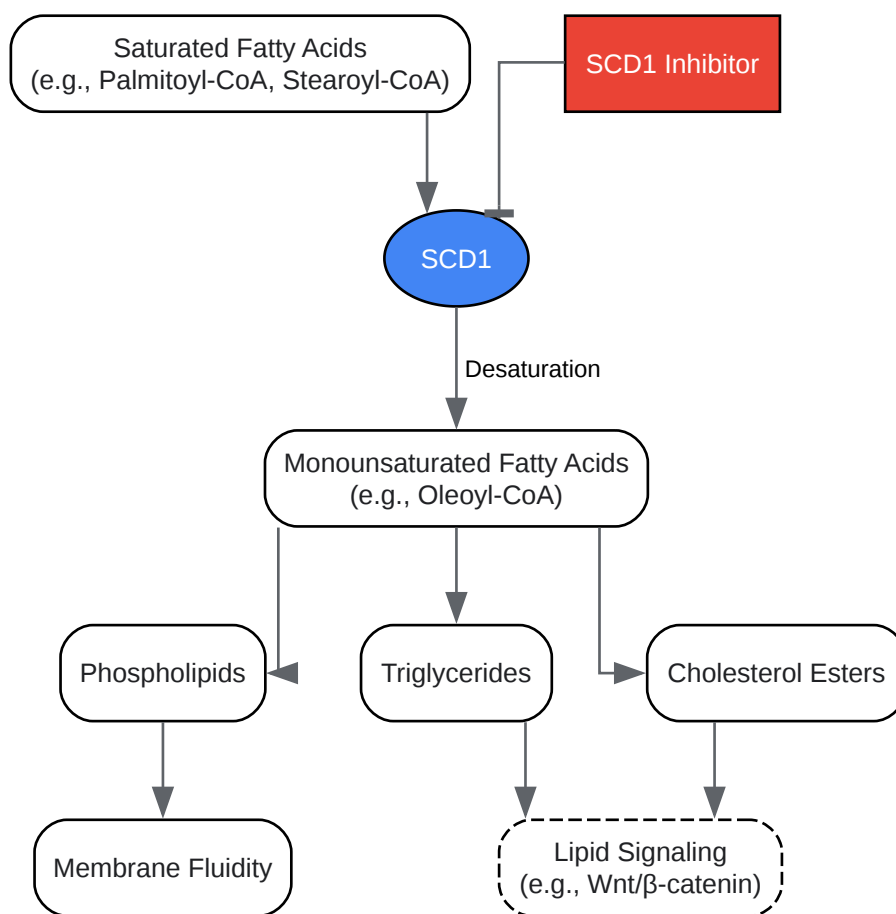 Saturated Fatty Acids
(e.g., Palmitoyl-CoA, Stearoyl-CoA)
SCD1 Inhibitor
SCD1
Desaturation
Monounsaturated Fatty Acids
(e.g., Oleoyl-CoA)
Phospholipids
Triglycerides
Cholesterol Esters
Membrane Fluidity
Lipid Signaling
(e.g., Wnt/β-catenin)